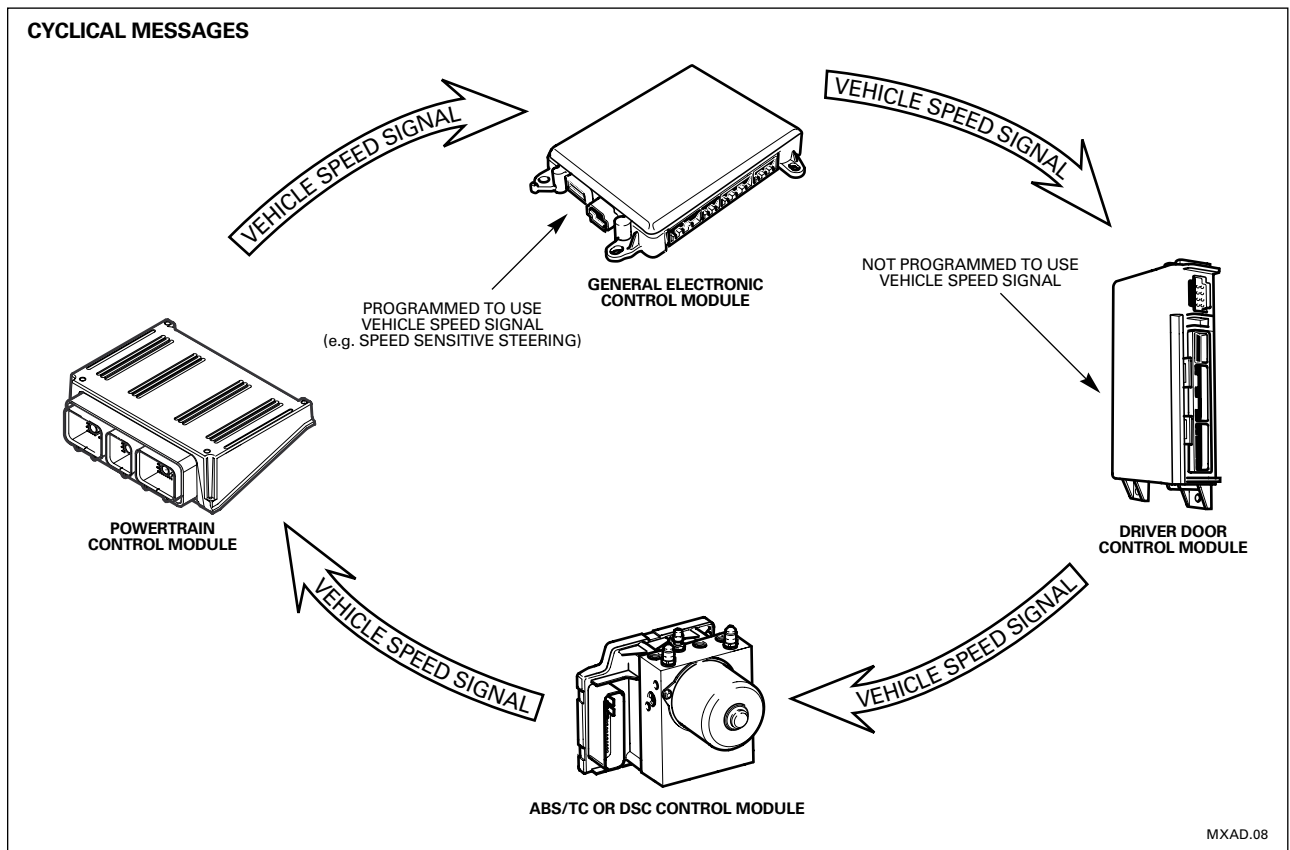 CYCLICAL MESSAGES
VEHICLE SPEED SIGNAL
VEHICLE SPEED SIGNAL
GENERAL ELECTRONIC
CONTROL MODULE
PROGRAMMED TO USE
VEHICLE SPEED SIGNAL
(e.g. SPEED SENSITIVE STEERING)
NOT PROGRAMMED TO USE
VEHICLE SPEED SIGNAL
POWERTRAIN
CONTROL MODULE
DRIVER DOOR
CONTROL MODULE
VEHICLE SPEED SIGNAL
VEHICLE SPEED SIGNAL
ABS/TC OR DSC CONTROL MODULE
MXAD.08